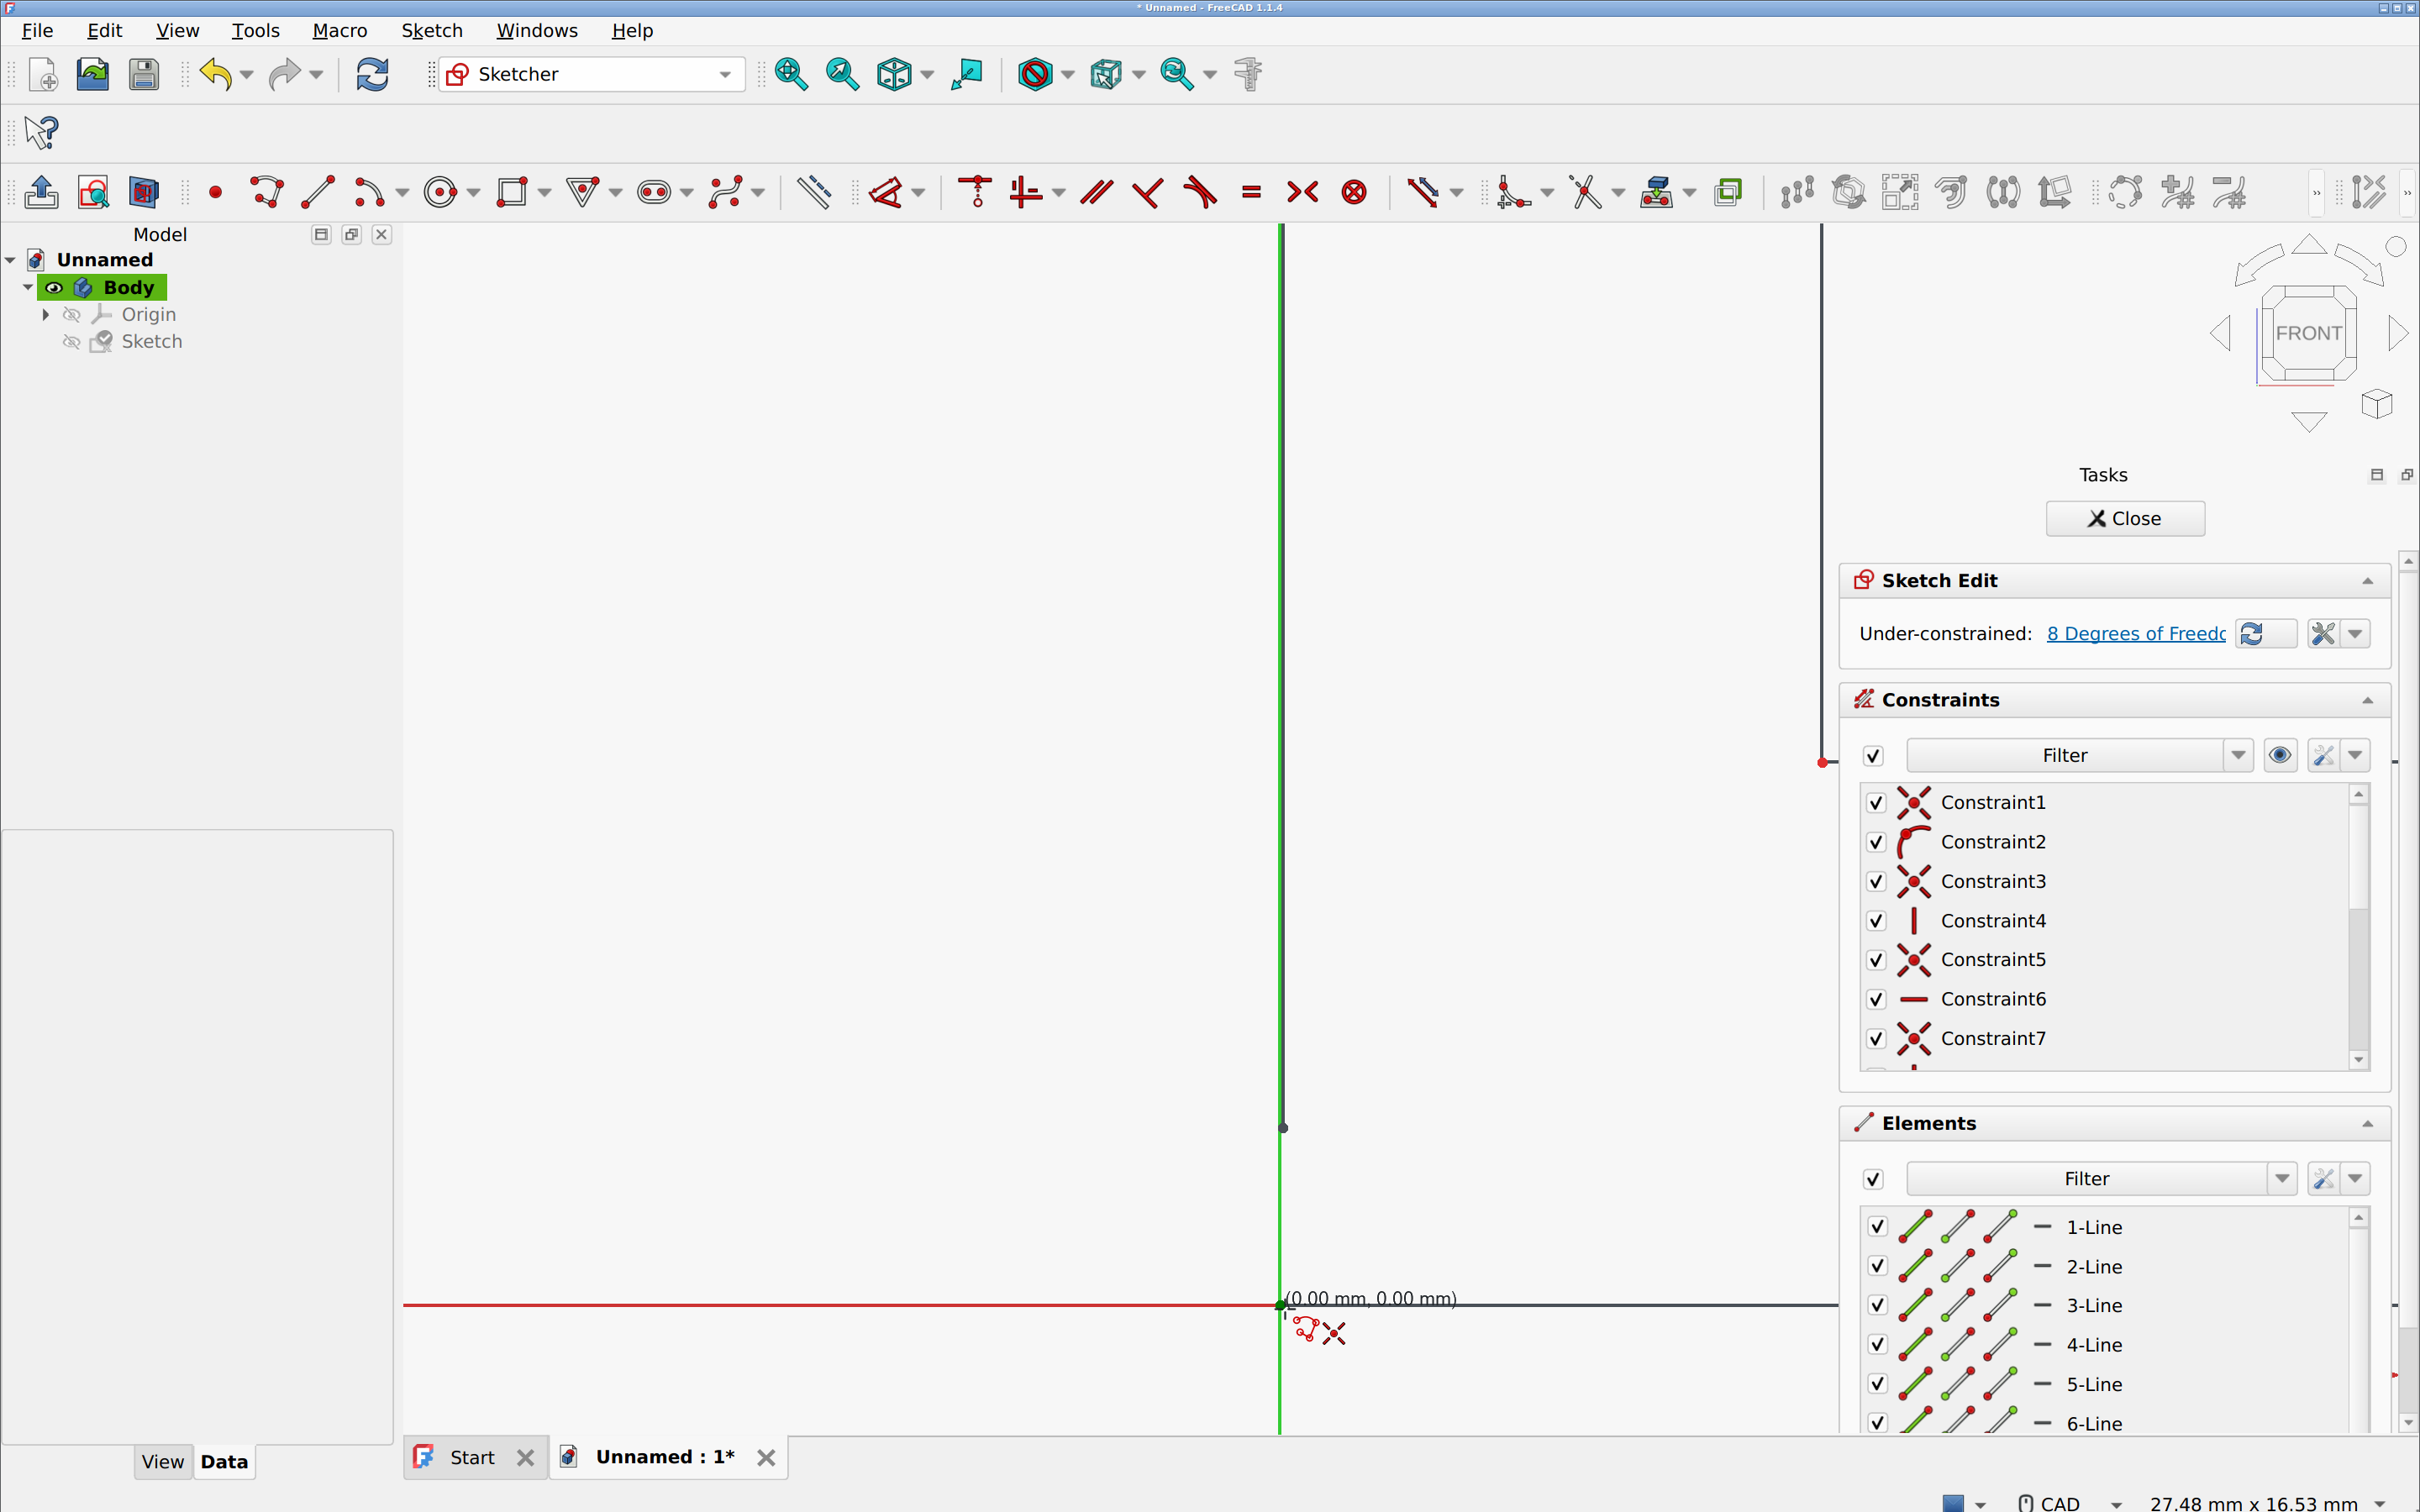 * Unnamed - FreeCAD 1.1.4
File Edit View Tools Macro Sketch Windows Help
Sketcher
Model
Unnamed
Body
Origin
Sketch
FRONT
Tasks
Close
Sketch Edit
Under-constrained: 8 Degrees of Freedo
Constraints
Filter
Constraint1
Constraint2
Constraint3
Constraint4
Constraint5
Constraint6
Constraint7
Elements
Filter
1-Line
2-Line
3-Line
4-Line
5-Line
6-Line
(0.00 mm, 0.00 mm)
View Data
Start
Unnamed : 1*
CAD
27.48 mm x 16.53 mm